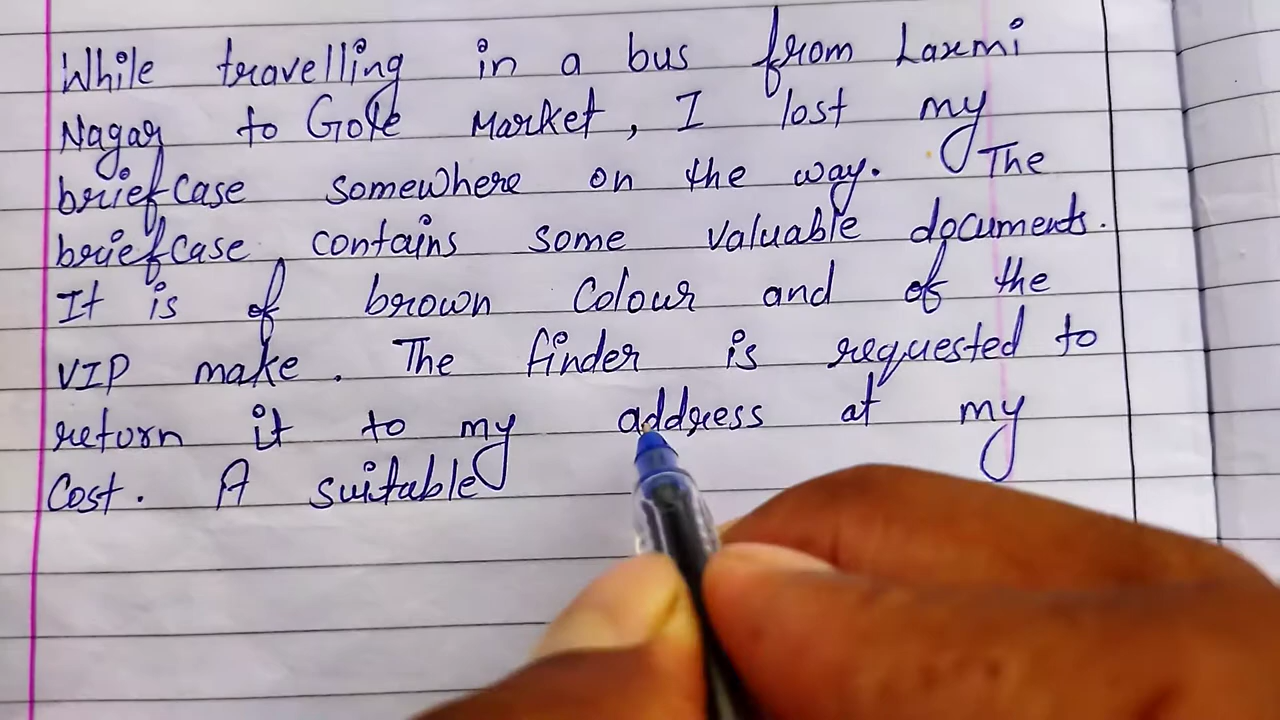 While travelling in a bus from Laxmi
Nagar to Gole Market, I lost my
briefcase somewhere on the way. The
briefcase contains some valuable documents.
It is of brown colour and of the
VIP make. The finder is requested to
return it to my address at my
cost. A suitable